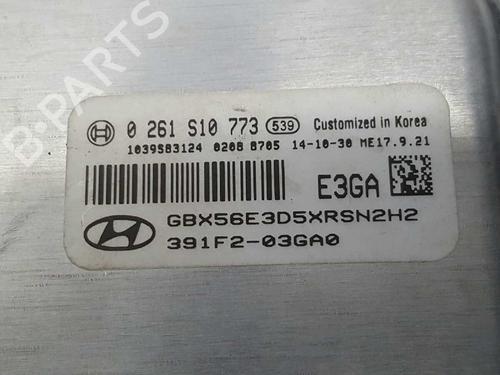 0 261 S10 773 539 Customized in Korea
1039S83124 0208 8705 14-10-30 ME17.9.21
E3GA
GBX56E3D5XRSN2H2
391F2-03GA0
B-PARTS